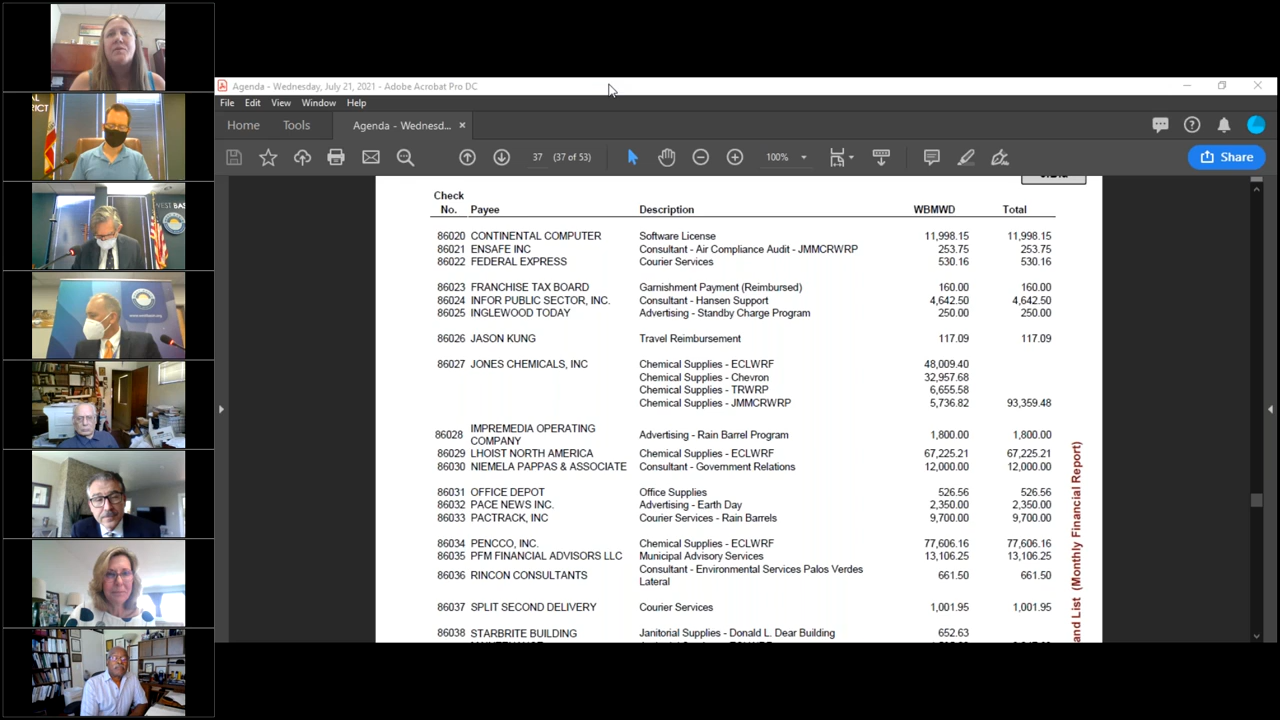 Agenda - Wednesday, July 21, 2021 - Adobe Acrobat Pro DC
File Edit View Window Help
Home Tools Agenda - Wednesd... ×
37 (37 of 53) 100% Share
Check
No. Payee Description WBMWD Total
86020 CONTINENTAL COMPUTER Software License 11,998.15 11,998.15
86021 ENSAFE INC Consultant - Air Compliance Audit - JMMCRWRP 253.75 253.75
86022 FEDERAL EXPRESS Courier Services 530.16 530.16
86023 FRANCHISE TAX BOARD Garnishment Payment (Reimbursed) 160.00 160.00
86024 INFOR PUBLIC SECTOR, INC. Consultant - Hansen Support 4,642.50 4,642.50
86025 INGLEWOOD TODAY Advertising - Standby Charge Program 250.00 250.00
86026 JASON KUNG Travel Reimbursement 117.09 117.09
86027 JONES CHEMICALS, INC Chemical Supplies - ECLWRF 48,009.40
Chemical Supplies - Chevron 32,957.68
Chemical Supplies - TRWRP 6,655.58
Chemical Supplies - JMMCRWRP 5,736.82 93,359.48
86028 IMPREMEDIA OPERATING COMPANY Advertising - Rain Barrel Program 1,800.00 1,800.00
86029 LHOIST NORTH AMERICA Chemical Supplies - ECLWRF 67,225.21 67,225.21
86030 NIEMELA PAPPAS & ASSOCIATE Consultant - Government Relations 12,000.00 12,000.00
86031 OFFICE DEPOT Office Supplies 526.56 526.56
86032 PACE NEWS INC. Advertising - Earth Day 2,350.00 2,350.00
86033 PACTRACK, INC Courier Services - Rain Barrels 9,700.00 9,700.00
86034 PENCCO, INC. Chemical Supplies - ECLWRF 77,606.16 77,606.16
86035 PFM FINANCIAL ADVISORS LLC Municipal Advisory Services 13,106.25 13,106.25
86036 RINCON CONSULTANTS Consultant - Environmental Services Palos Verdes Lateral 661.50 661.50
86037 SPLIT SECOND DELIVERY Courier Services 1,001.95 1,001.95
86038 STARBRITE BUILDING Janitorial Supplies - Donald L. Dear Building 652.63
and List (Monthly Financial Report)
WEST BAS